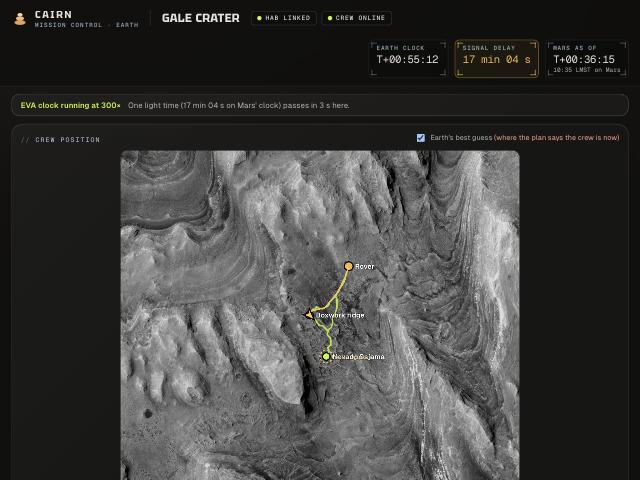 CAIRN
MISSION CONTROL · EARTH
GALE CRATER
HAB LINKED
CREW ONLINE
EARTH CLOCK
T+00:55:12
SIGNAL DELAY
17 min 04 s
MARS AS OF
T+00:36:15
10:35 LMST on Mars
EVA clock running at 300× One light time (17 min 04 s on Mars' clock) passes in 3 s here.
// CREW POSITION
Earth's best guess (where the plan says the crew is now)
Rover
Boxwork ridge